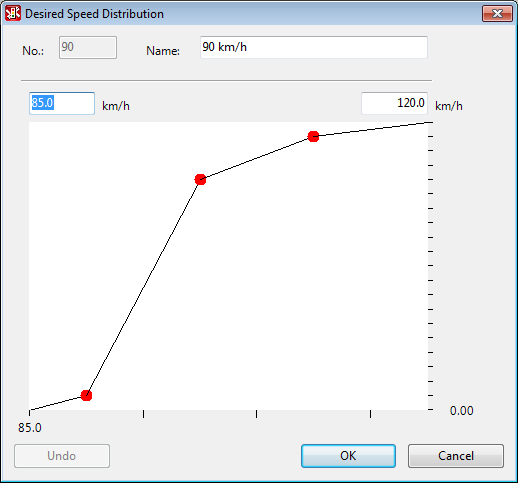 Desired Speed Distribution
No.: 90 Name: 90 km/h
85.0 km/h 120.0 km/h
0.00
85.0
Undo OK Cancel